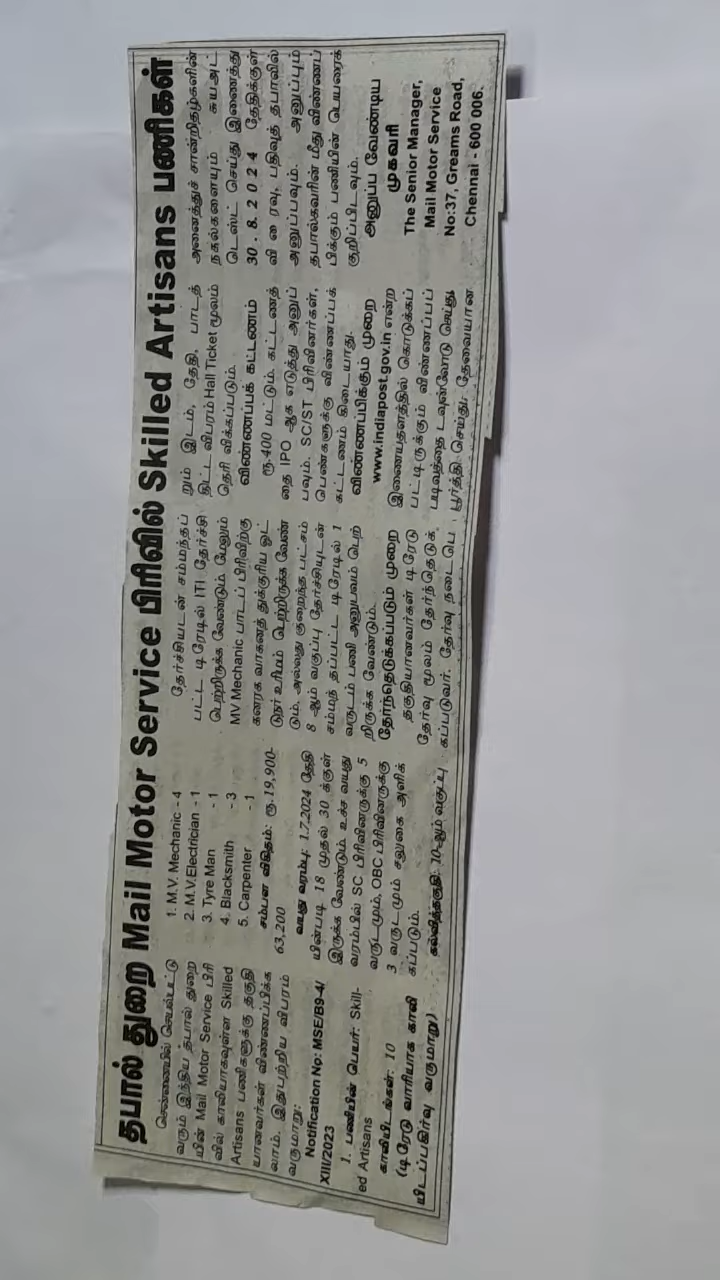 தபால் துறை Mail Motor Service பிரிவில் Skilled Artisans பணிகள்
சென்னையில் செயல்பட்டு
வரும் இந்திய தபால் துறை
யின் Mail Motor Service பிரி
வில் காலியாகவுள்ள Skilled
Artisans பணிகளுக்கு தகுதி
யானவர்கள் விண்ணப்பிக்க
லாம். இதுபற்றிய விபரம்
வருமாறு:
Notification No: MSE/B9-4/
XIII/2023
1. பணியின் பெயர்: Skill-
ed Artisans
காலியிடங்கள்: 10
(டிரேடு வாரியாக காலி
யிடப்பகிர்வு வருமாறு)
1. M.V. Mechanic - 4
2. M.V.Electrician - 1
3. Tyre Man - 1
4. Blacksmith - 3
5. Carpenter - 1
சம்பள விகிதம்: ரூ.19,900-
63,200
வயது வரம்பு: 1.7.2024 தேதி
யின்படி 18 முதல் 30 க்குள்
இருக்க வேண்டும். உச்ச வயது
வரம்பில் SC பிரிவினருக்கு 5
வருடமும், OBC பிரிவினருக்கு
3 வருடமும் சலுகை அளிக்
கப்படும்.
கல்வித்தகுதி: 10-ஆம் வகுப்பு
தேர்ச்சியுடன் சம்மந்தப்
பட்ட டிரேடில் ITI தேர்ச்சி
பெற்றிருக்க வேண்டும். மேலும்
MV Mechanic பாடப் பிரிவிற்கு
கனரக வாகனத்துக்குரிய ஓட்
டுநர் உரிமம் பெற்றிருக்க வேண்
டும். அல்லது குறைந்த பட்சம்
8 ஆம் வகுப்பு தேர்ச்சியுடன்
சம்மந்தப்பட்ட டிரேடில் 1
வருடம் பணி அனுபவம் பெற்
றிருக்க வேண்டும்.
தேர்ந்தெடுக்கப்படும் முறை
தகுதியானவர்கள் டிரேடு
தேர்வு மூலம் தேர்ந்தெடுக்
கப்படுவர். தேர்வு நடைபெ
றும் இடம், தேதி, பாடத்
திட்ட விபரம் Hall Ticket மூலம்
தெரிவிக்கப்படும்.
விண்ணப்பக் கட்டணம்
ரூ.400 மட்டும். கட்டணத்
தை IPO ஆக எடுத்து அனுப்
பவும். SC/ST பிரிவினர்கள்,
பெண்களுக்கு விண்ணப்பக்
கட்டணம் கிடையாது.
விண்ணப்பிக்கும் முறை
www.indiapost.gov.in என்ற
இணையதளத்தில் கொடுக்கப்
பட்டிருக்கும் விண்ணப்பப்
படிவத்தை டவுன்லோடு செய்து
பூர்த்தி செய்து, தேவையான
அனைத்துச் சான்றிதழ்களின்
நகல்களையும் சுயஅட்
டெஸ்ட் செய்து இணைத்து
30.8.2024 தேதிக்குள்
விரைவு, பதிவுத் தபாலில்
அனுப்பவும். அனுப்பும்
தபால்கவரின் மீது விண்ணப்
பிக்கும் பணியின் பெயரைக்
குறிப்பிடவும்.
அனுப்ப வேண்டிய
முகவரி
The Senior Manager,
Mail Motor Service
No:37, Greams Road,
Chennai - 600 006.